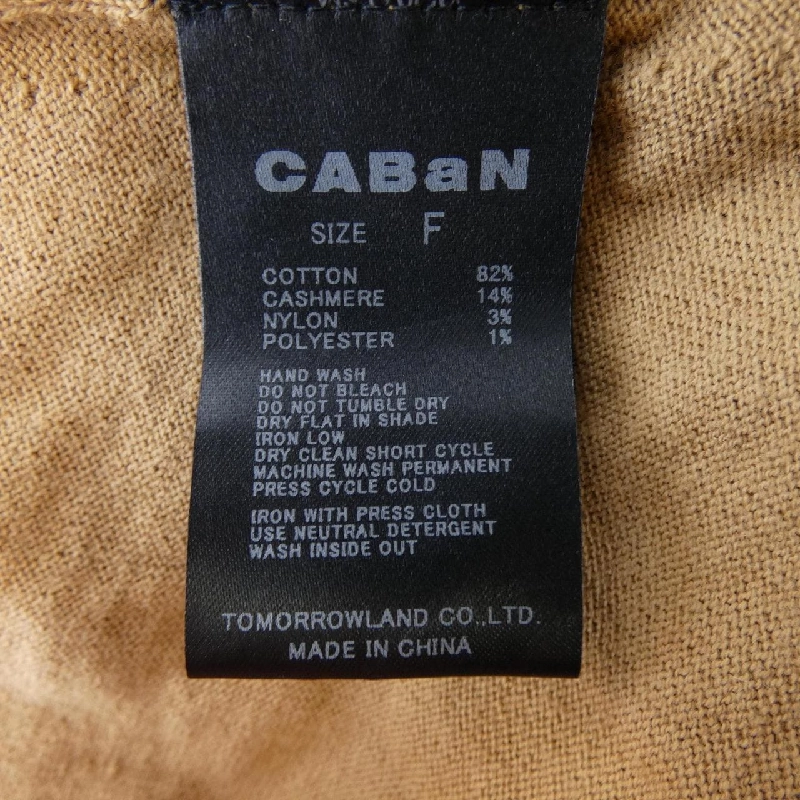 CABaN
SIZE F
COTTON 82%
CASHMERE 14%
NYLON 3%
POLYESTER 1%
HAND WASH
DO NOT BLEACH
DO NOT TUMBLE DRY
DRY FLAT IN SHADE
IRON LOW
DRY CLEAN SHORT CYCLE
MACHINE WASH PERMANENT
PRESS CYCLE COLD
IRON WITH PRESS CLOTH
USE NEUTRAL DETERGENT
WASH INSIDE OUT
TOMORROWLAND CO.,LTD.
MADE IN CHINA